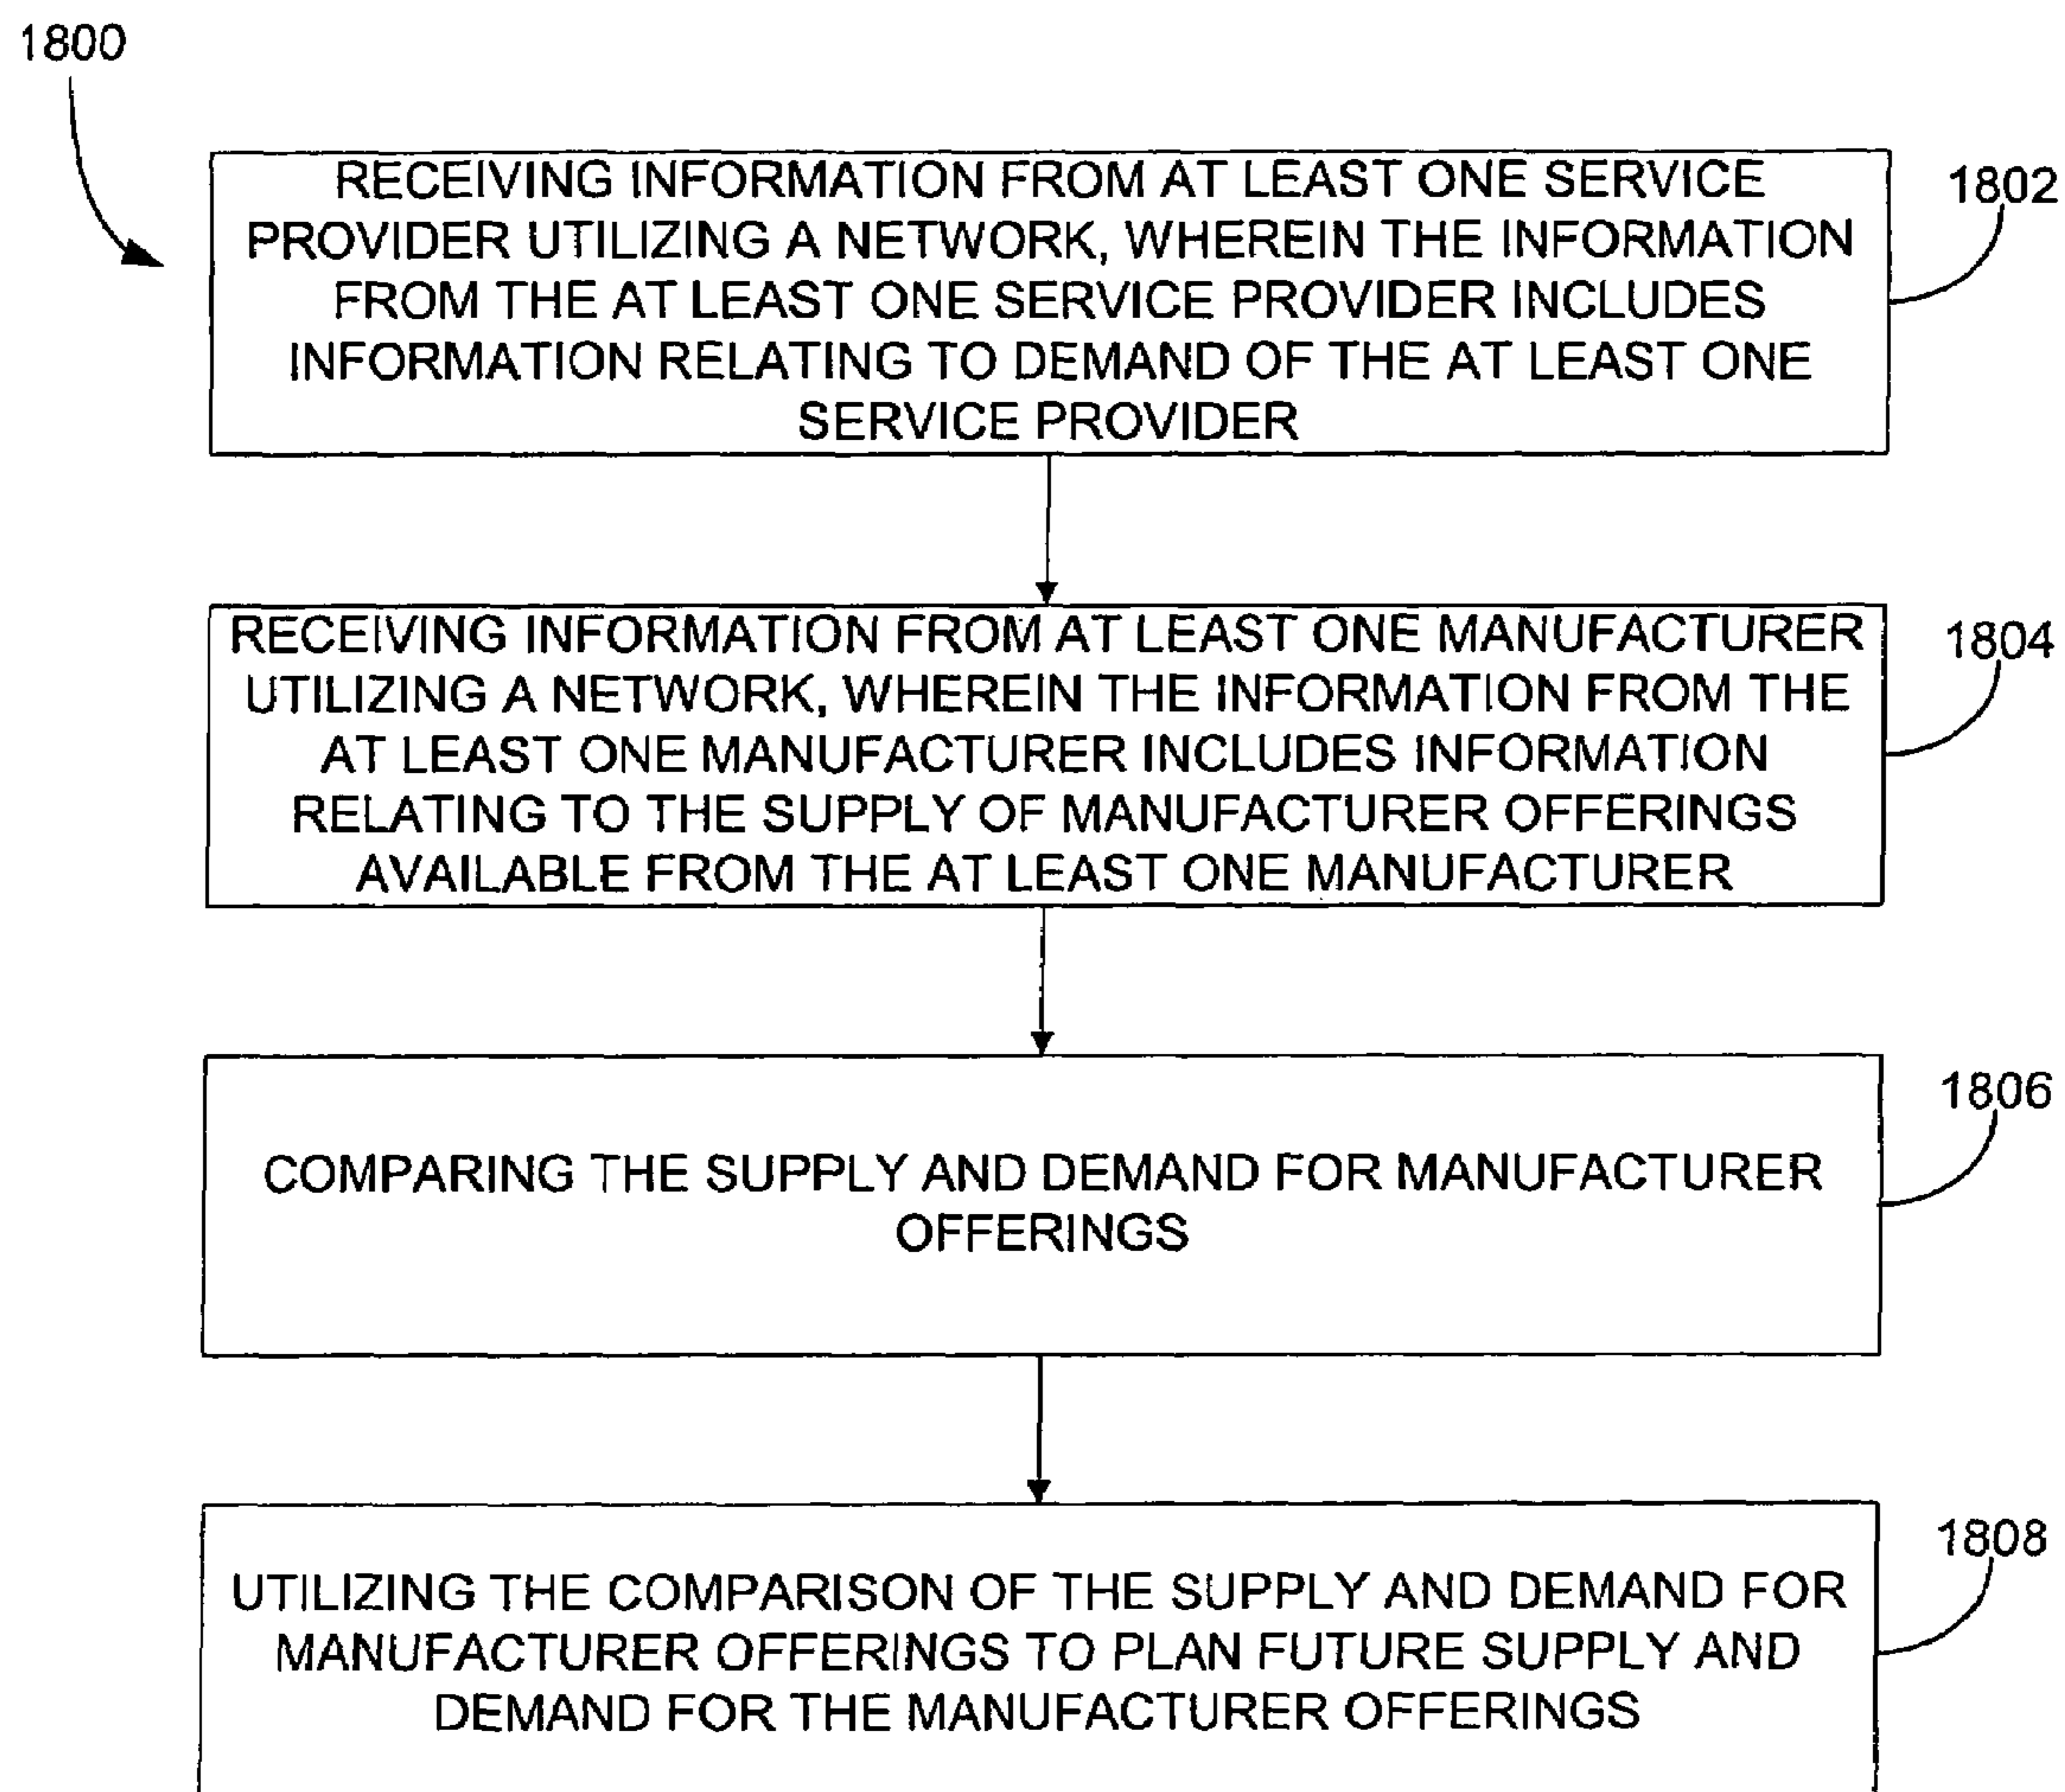 1800
RECEIVING INFORMATION FROM AT LEAST ONE SERVICE
PROVIDER UTILIZING A NETWORK, WHEREIN THE INFORMATION
FROM THE AT LEAST ONE SERVICE PROVIDER INCLUDES
INFORMATION RELATING TO DEMAND OF THE AT LEAST ONE
SERVICE PROVIDER
1802
RECEIVING INFORMATION FROM AT LEAST ONE MANUFACTURER
UTILIZING A NETWORK, WHEREIN THE INFORMATION FROM THE
AT LEAST ONE MANUFACTURER INCLUDES INFORMATION
RELATING TO THE SUPPLY OF MANUFACTURER OFFERINGS
AVAILABLE FROM THE AT LEAST ONE MANUFACTURER
1804
COMPARING THE SUPPLY AND DEMAND FOR MANUFACTURER
OFFERINGS
1806
UTILIZING THE COMPARISON OF THE SUPPLY AND DEMAND FOR
MANUFACTURER OFFERINGS TO PLAN FUTURE SUPPLY AND
DEMAND FOR THE MANUFACTURER OFFERINGS
1808